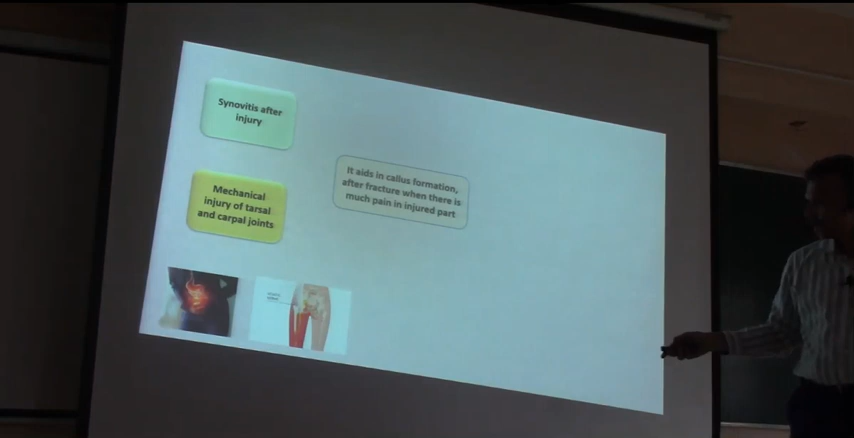 Synovitis after
injury
Mechanical
injury of tarsal
and carpal joints
It aids in callus formation,
after fracture when there is
much pain in injured part